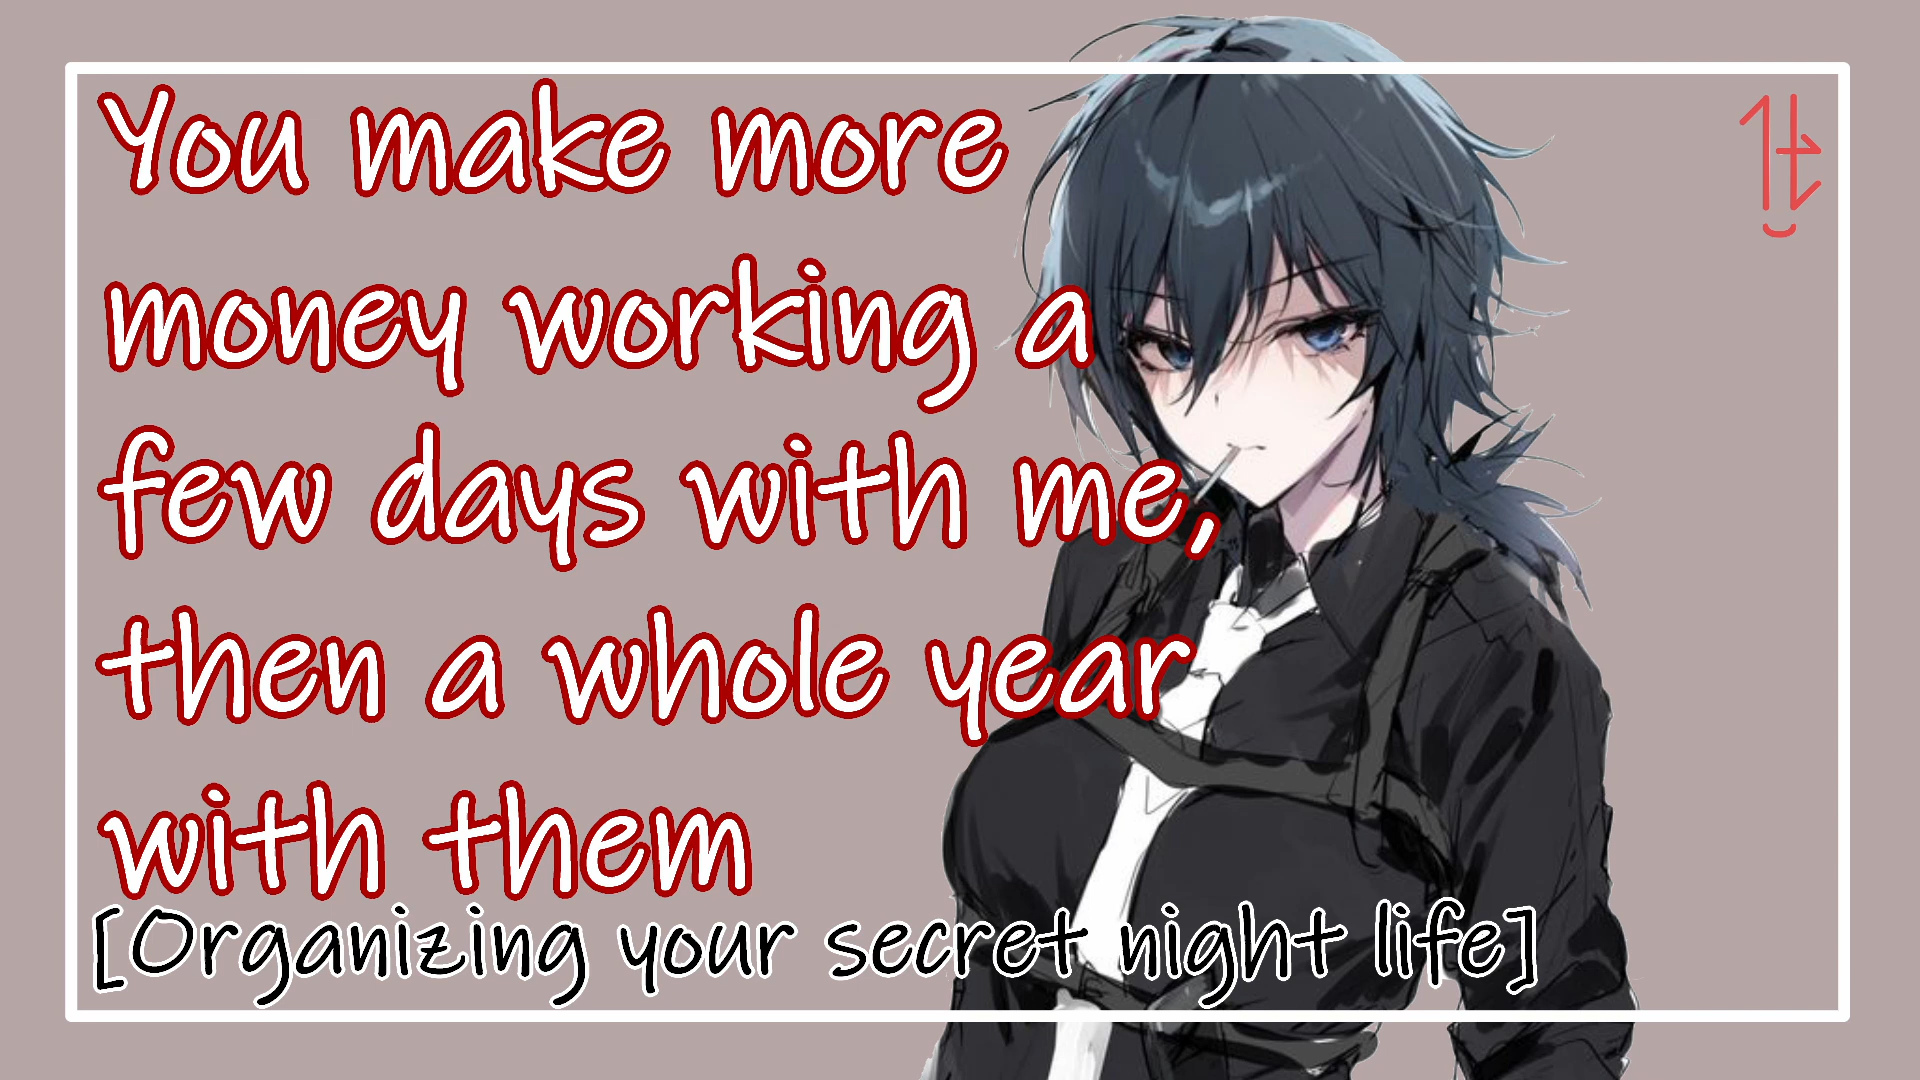 You make more
money working a
few days with me,
then a whole year
with them
[Organizing your secret night life]